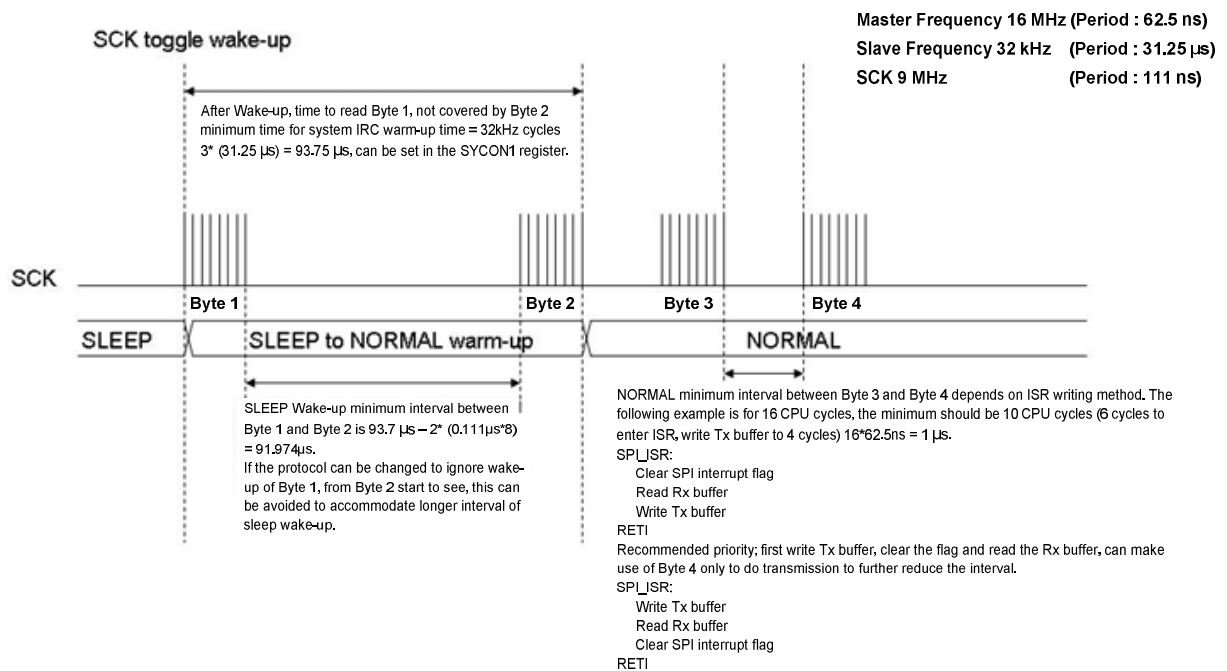 SCK toggle wake-up
Master Frequency 16 MHz (Period : 62.5 ns)
Slave Frequency 32 kHz (Period : 31.25 µs)
SCK 9 MHz (Period : 111 ns)
After Wake-up, time to read Byte 1, not covered by Byte 2
minimum time for system IRC warm-up time = 32kHz cycles
3* (31.25 µs) = 93.75 µs, can be set in the SYCON1 register.
SCK
Byte 1
Byte 2
Byte 3
Byte 4
SLEEP
SLEEP to NORMAL warm-up
NORMAL
SLEEP Wake-up minimum interval between
Byte 1 and Byte 2 is 93.7 µs – 2* (0.111µs*8)
= 91.974µs.
If the protocol can be changed to ignore wake-
up of Byte 1, from Byte 2 start to see, this can
be avoided to accommodate longer interval of
sleep wake-up.
NORMAL minimum interval between Byte 3 and Byte 4 depends on ISR writing method. The
following example is for 16 CPU cycles, the minimum should be 10 CPU cycles (6 cycles to
enter ISR, write Tx buffer to 4 cycles) 16*62.5ns = 1 µs.
SPI_ISR:
Clear SPI interrupt flag
Read Rx buffer
Write Tx buffer
RETI
Recommended priority; first write Tx buffer, clear the flag and read the Rx buffer, can make
use of Byte 4 only to do transmission to further reduce the interval.
SPI_ISR:
Write Tx buffer
Read Rx buffer
Clear SPI interrupt flag
RETI